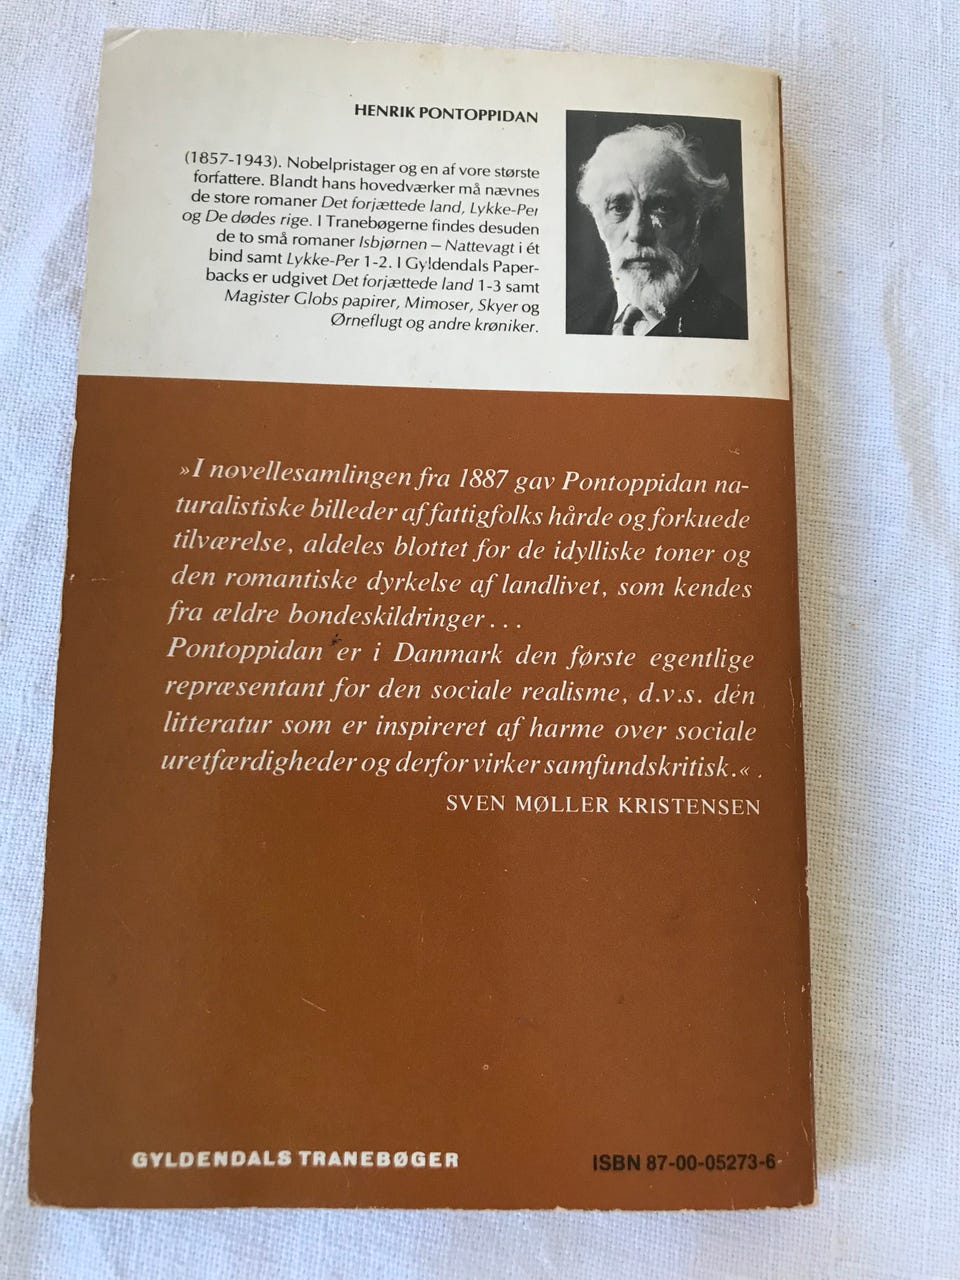 HENRIK PONTOPPIDAN
(1857-1943). Nobelpristager og en af vore største
forfattere. Blandt hans hovedværker må nævnes
de store romaner Det forjættede land, Lykke-Per
og De dødes rige. I Tranebøgerne findes desuden
de to små romaner Isbjørnen – Nattevagt i ét
bind samt Lykke-Per 1-2. I Gyldendals Paper-
backs er udgivet Det forjættede land 1-3 samt
Magister Globs papirer, Mimoser, Skyer og
Ørneflugt og andre krøniker.
»I novellesamlingen fra 1887 gav Pontoppidan na-
turalistiske billeder af fattigfolks hårde og forkuede
tilværelse, aldeles blottet for de idylliske toner og
den romantiske dyrkelse af landlivet, som kendes
fra ældre bondeskildringer . . .
Pontoppidan er i Danmark den første egentlige
repræsentant for den sociale realisme, d.v.s. dén
litteratur som er inspireret af harme over sociale
uretfærdigheder og derfor virker samfundskritisk.« .
SVEN MØLLER KRISTENSEN
GYLDENDALS TRANEBØGER
ISBN 87-00-05273-6